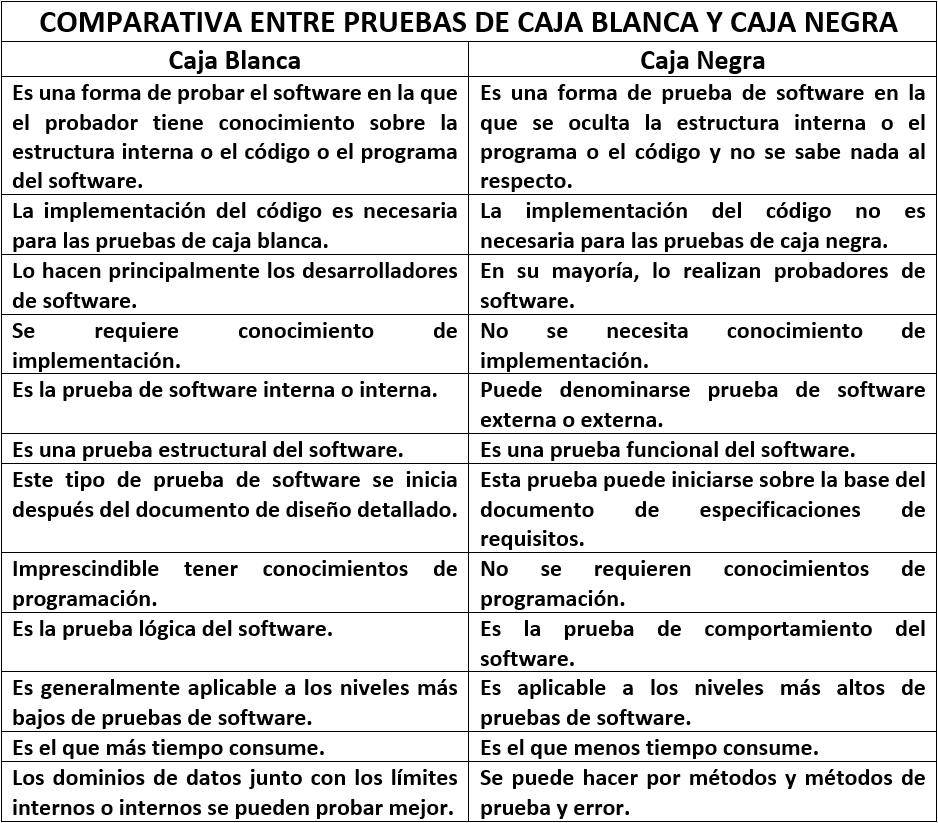 COMPARATIVA ENTRE PRUEBAS DE CAJA BLANCA Y CAJA NEGRA
Caja Blanca
Caja Negra
Es una forma de probar el software en la que
el probador tiene conocimiento sobre la
estructura interna o el código o el programa
del software.
Es una forma de prueba de software en la
que se oculta la estructura interna o el
programa o el código y no se sabe nada al
respecto.
La implementación del código es necesaria
para las pruebas de caja blanca.
La implementación del código no es
necesaria para las pruebas de caja negra.
Lo hacen principalmente los desarrolladores
de software.
En su mayoría, lo realizan probadores de
software.
Se requiere conocimiento de
implementación.
No se necesita conocimiento de
implementación.
Es la prueba de software interna o interna.
Puede denominarse prueba de software
externa o externa.
Es una prueba estructural del software.
Es una prueba funcional del software.
Este tipo de prueba de software se inicia
después del documento de diseño detallado.
Esta prueba puede iniciarse sobre la base del
documento de especificaciones de
requisitos.
Imprescindible tener conocimientos de
programación.
No se requieren conocimientos de
programación.
Es la prueba lógica del software.
Es la prueba de comportamiento del
software.
Es generalmente aplicable a los niveles más
bajos de pruebas de software.
Es aplicable a los niveles más altos de
pruebas de software.
Es el que más tiempo consume.
Es el que menos tiempo consume.
Los dominios de datos junto con los límites
internos o internos se pueden probar mejor.
Se puede hacer por métodos y métodos de
prueba y error.